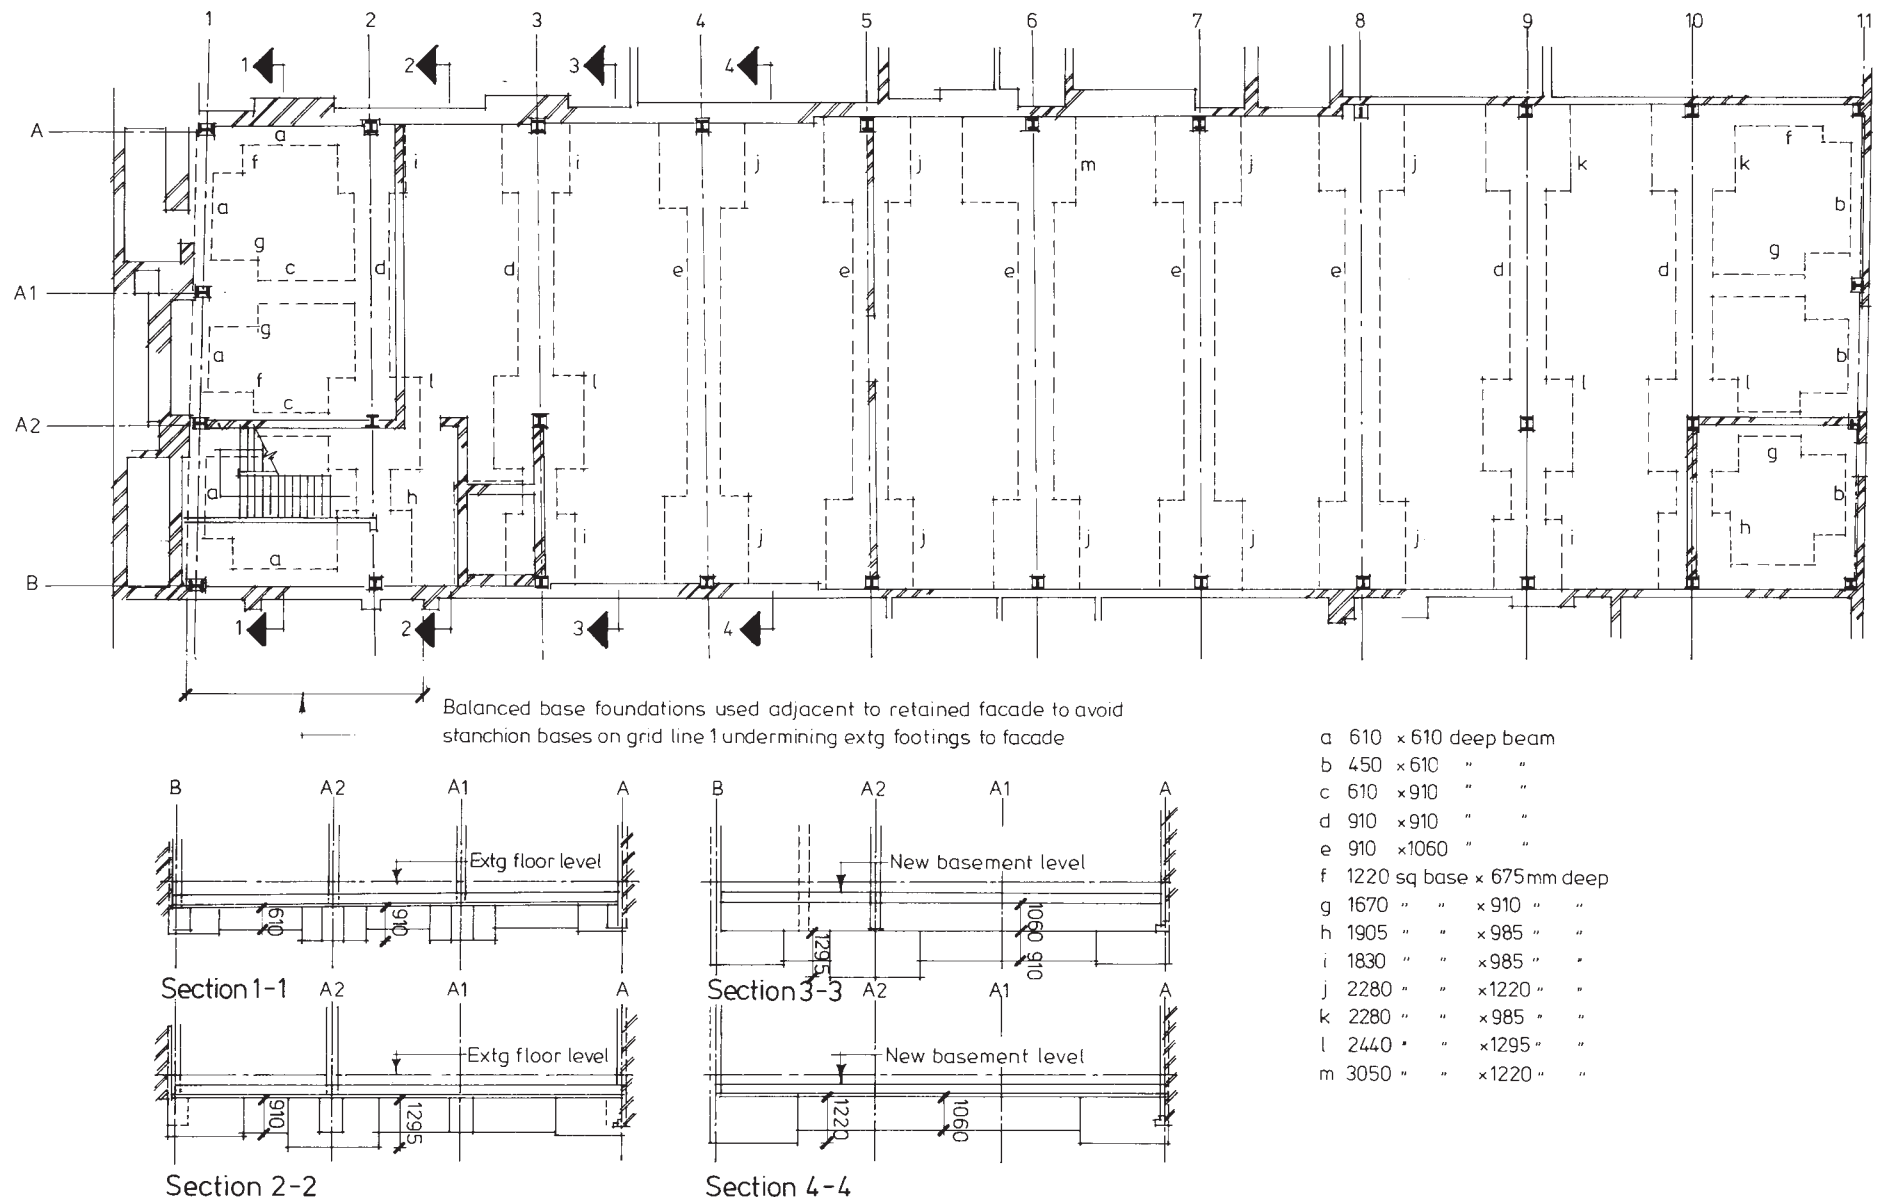 1 2 3 4 5 6 7 8 9 10 11
1 2 3 4
A
a f i i j j m j j k k f
a a b b
g g
c d d e e e e e d d
A1
g
a b
f l l l
c
A2
g
a h b
h
a i j j j j j i
B
1 2 3 4
Balanced base foundations used adjacent to retained facade to avoid
stanchion bases on grid line 1 undermining extg footings to facade
B A2 A1 A
Extg floor level
610 910
Section 1-1
B A2 A1 A
New basement level
1295 1060 910
Section 3-3
A2 A1 A
Extg floor level
910 1295
Section 2-2
A2 A1 A
New basement level
1220 1060
Section 4-4
a 610 × 610 deep beam
b 450 × 610 " "
c 610 × 910 " "
d 910 × 910 " "
e 910 ×1060 " "
f 1220 sq base × 675mm deep
g 1670 " " × 910 " "
h 1905 " " × 985 " "
i 1830 " " × 985 " "
j 2280 " " ×1220 " "
k 2280 " " × 985 " "
l 2440 " " ×1295 " "
m 3050 " " ×1220 " "